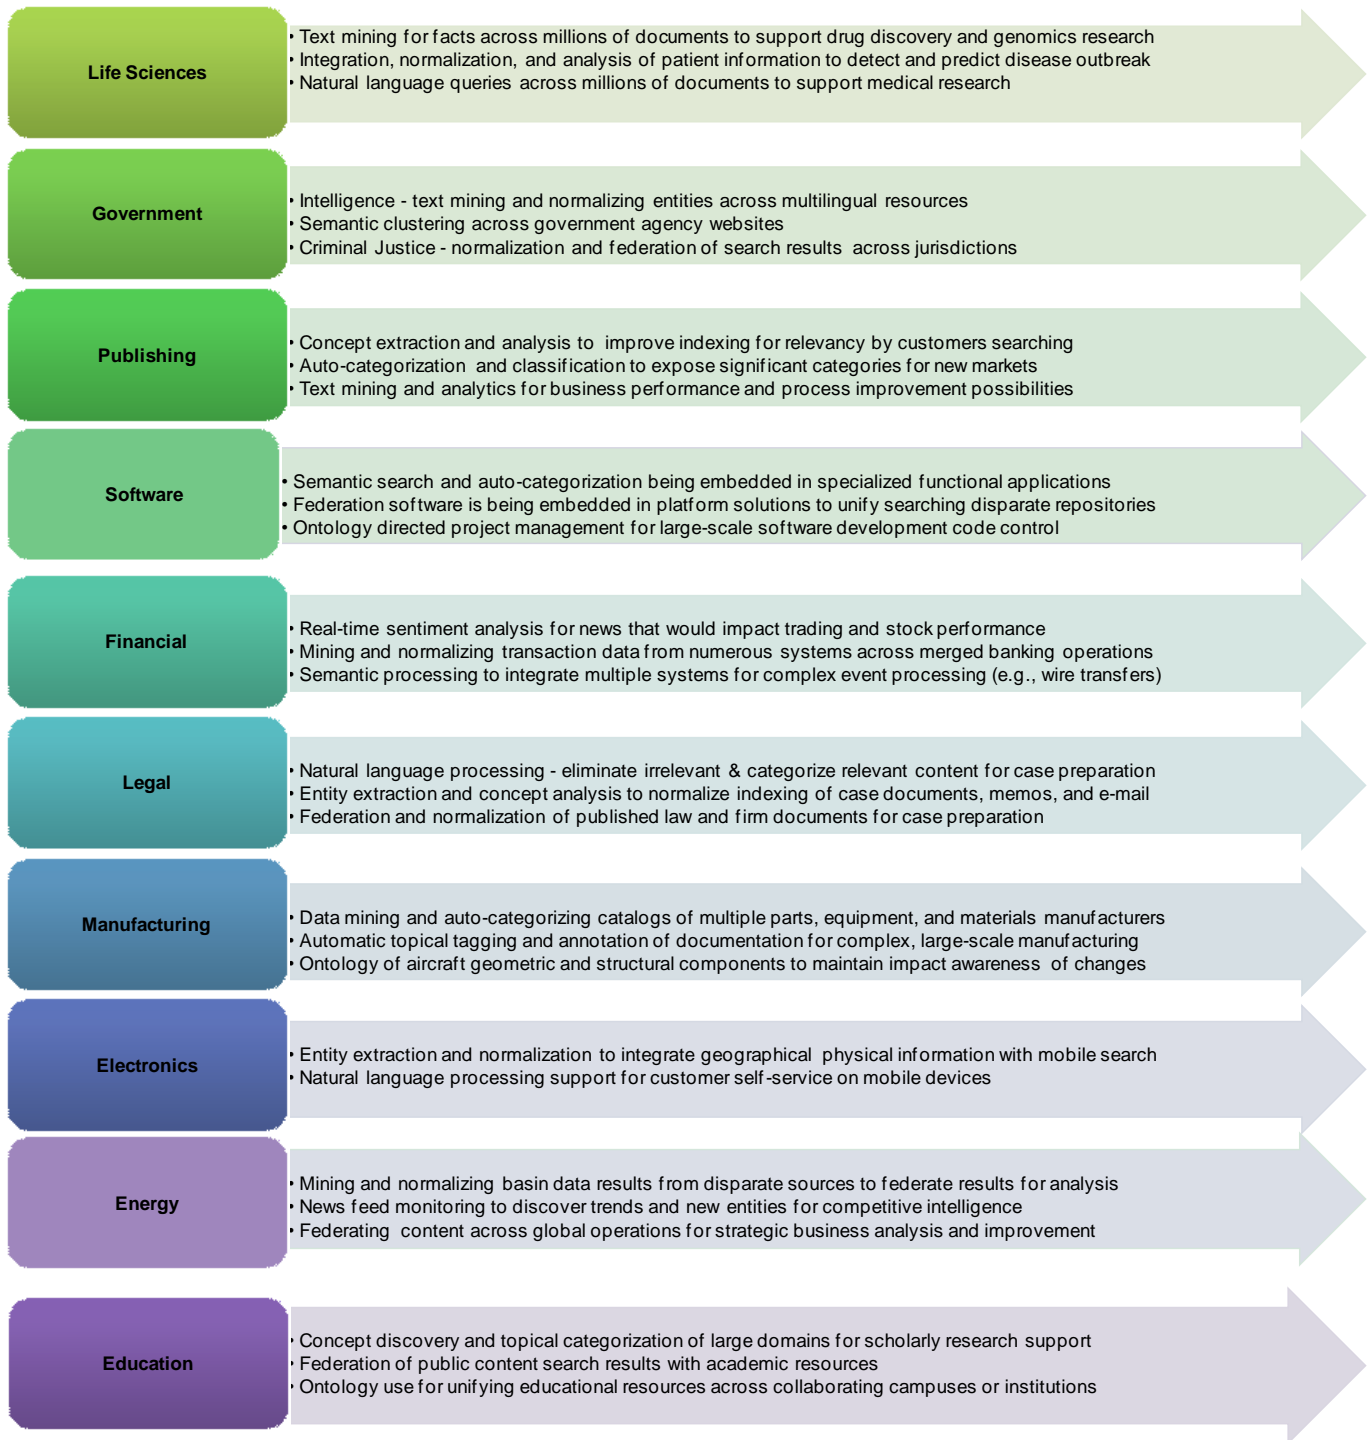 Life Sciences
• Text mining for facts across millions of documents to support drug discovery and genomics research
• Integration, normalization, and analysis of patient information to detect and predict disease outbreak
• Natural language queries across millions of documents to support medical research
Government
• Intelligence - text mining and normalizing entities across multilingual resources
• Semantic clustering across government agency websites
• Criminal Justice - normalization and federation of search results across jurisdictions
Publishing
• Concept extraction and analysis to improve indexing for relevancy by customers searching
• Auto-categorization and classification to expose significant categories for new markets
• Text mining and analytics for business performance and process improvement possibilities
Software
• Semantic search and auto-categorization being embedded in specialized functional applications
• Federation software is being embedded in platform solutions to unify searching disparate repositories
• Ontology directed project management for large-scale software development code control
Financial
• Real-time sentiment analysis for news that would impact trading and stock performance
• Mining and normalizing transaction data from numerous systems across merged banking operations
• Semantic processing to integrate multiple systems for complex event processing (e.g., wire transfers)
Legal
• Natural language processing - eliminate irrelevant & categorize relevant content for case preparation
• Entity extraction and concept analysis to normalize indexing of case documents, memos, and e-mail
• Federation and normalization of published law and firm documents for case preparation
Manufacturing
• Data mining and auto-categorizing catalogs of multiple parts, equipment, and materials manufacturers
• Automatic topical tagging and annotation of documentation for complex, large-scale manufacturing
• Ontology of aircraft geometric and structural components to maintain impact awareness of changes
Electronics
• Entity extraction and normalization to integrate geographical physical information with mobile search
• Natural language processing support for customer self-service on mobile devices
Energy
• Mining and normalizing basin data results from disparate sources to federate results for analysis
• News feed monitoring to discover trends and new entities for competitive intelligence
• Federating content across global operations for strategic business analysis and improvement
Education
• Concept discovery and topical categorization of large domains for scholarly research support
• Federation of public content search results with academic resources
• Ontology use for unifying educational resources across collaborating campuses or institutions